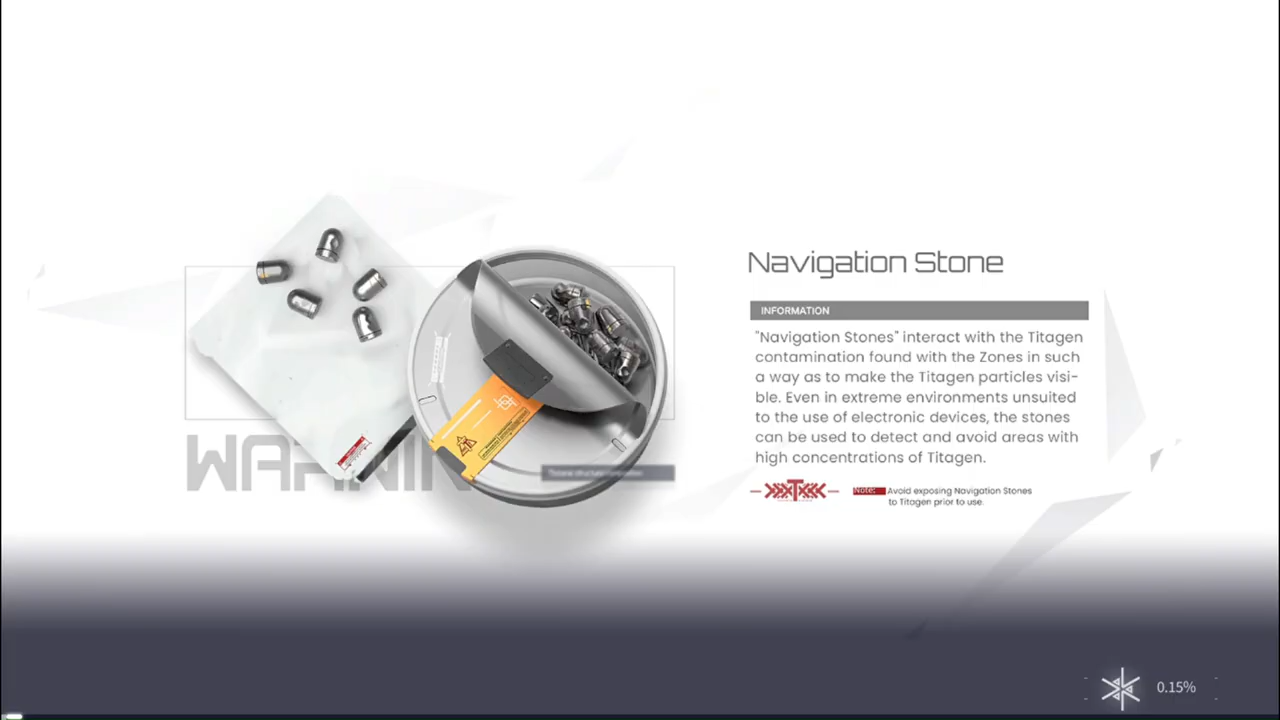 Navigation Stone
INFORMATION
"Navigation Stones" interact with the Titagen
contamination found with the Zones in such
a way as to make the Titagen particles visi-
ble. Even in extreme environments unsuited
to the use of electronic devices, the stones
can be used to detect and avoid areas with
high concentrations of Titagen.
Note: Avoid exposing Navigation Stones
to Titagen prior to use.
WARNIN
0.15%